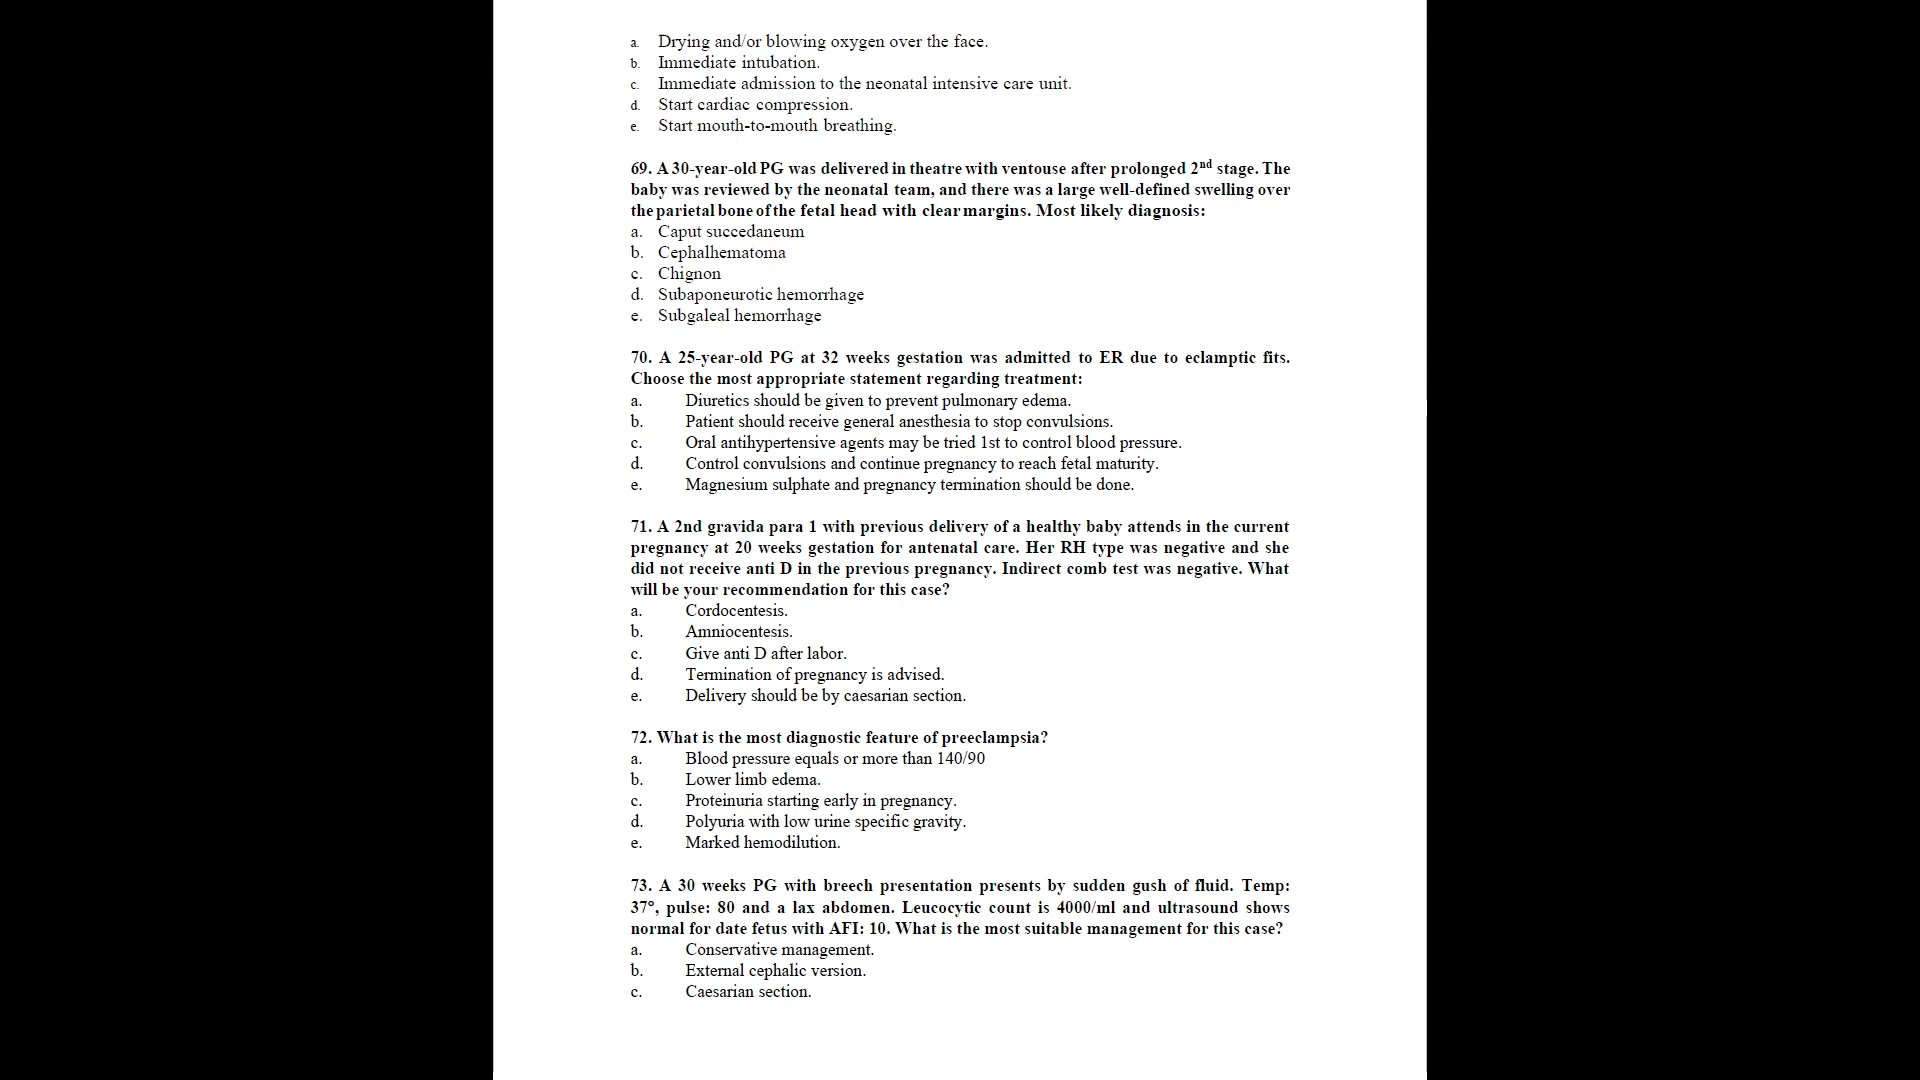 a. Drying and/or blowing oxygen over the face.
b. Immediate intubation.
c. Immediate admission to the neonatal intensive care unit.
d. Start cardiac compression.
e. Start mouth-to-mouth breathing.
69. A 30-year-old PG was delivered in theatre with ventouse after prolonged 2nd stage. The
baby was reviewed by the neonatal team, and there was a large well-defined swelling over
the parietal bone of the fetal head with clear margins. Most likely diagnosis:
a. Caput succedaneum
b. Cephalhematoma
c. Chignon
d. Subaponeurotic hemorrhage
e. Subgaleal hemorrhage
70. A 25-year-old PG at 32 weeks gestation was admitted to ER due to eclamptic fits.
Choose the most appropriate statement regarding treatment:
a. Diuretics should be given to prevent pulmonary edema.
b. Patient should receive general anesthesia to stop convulsions.
c. Oral antihypertensive agents may be tried 1st to control blood pressure.
d. Control convulsions and continue pregnancy to reach fetal maturity.
e. Magnesium sulphate and pregnancy termination should be done.
71. A 2nd gravida para 1 with previous delivery of a healthy baby attends in the current
pregnancy at 20 weeks gestation for antenatal care. Her RH type was negative and she
did not receive anti D in the previous pregnancy. Indirect comb test was negative. What
will be your recommendation for this case?
a. Cordocentesis.
b. Amniocentesis.
c. Give anti D after labor.
d. Termination of pregnancy is advised.
e. Delivery should be by caesarian section.
72. What is the most diagnostic feature of preeclampsia?
a. Blood pressure equals or more than 140/90
b. Lower limb edema.
c. Proteinuria starting early in pregnancy.
d. Polyuria with low urine specific gravity.
e. Marked hemodilution.
73. A 30 weeks PG with breech presentation presents by sudden gush of fluid. Temp:
37°, pulse: 80 and a lax abdomen. Leucocytic count is 4000/ml and ultrasound shows
normal for date fetus with AFI: 10. What is the most suitable management for this case?
a. Conservative management.
b. External cephalic version.
c. Caesarian section.